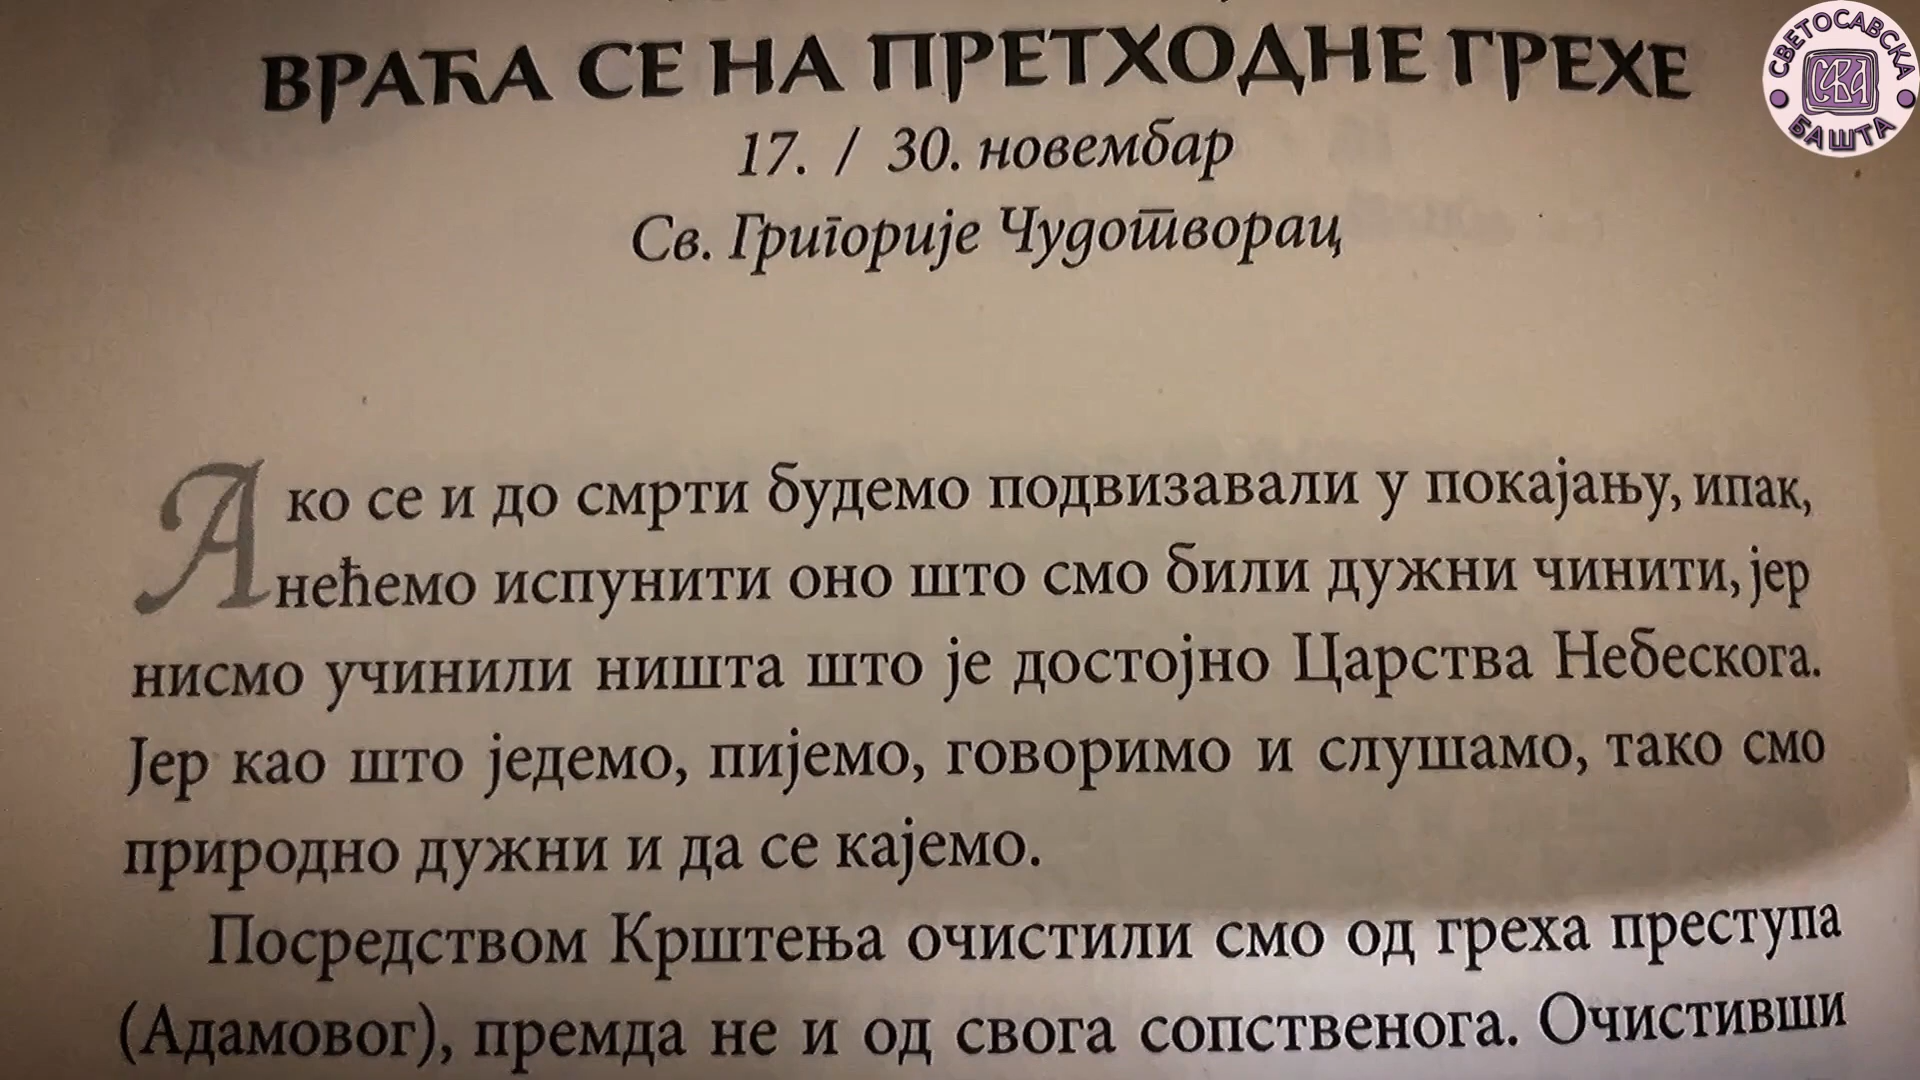 ВРАЋА СЕ НА ПРЕТХОДНЕ ГРЕХЕ
17. / 30. новембар
Св. Григорије Чудотворац
Ако се и до смрти будемо подвизавали у покајању, ипак,
нећемо испунити оно што смо били дужни чинити, јер
нисмо учинили ништа што је достојно Царства Небескога.
Јер као што једемо, пијемо, говоримо и слушамо, тако смо
природно дужни и да се кајемо.
Посредством Крштења очистили смо од греха преступа
(Адамовог), премда не и од свога сопственога. Очистивши
СВЕТОСАВСКА
САВА
БАШТА